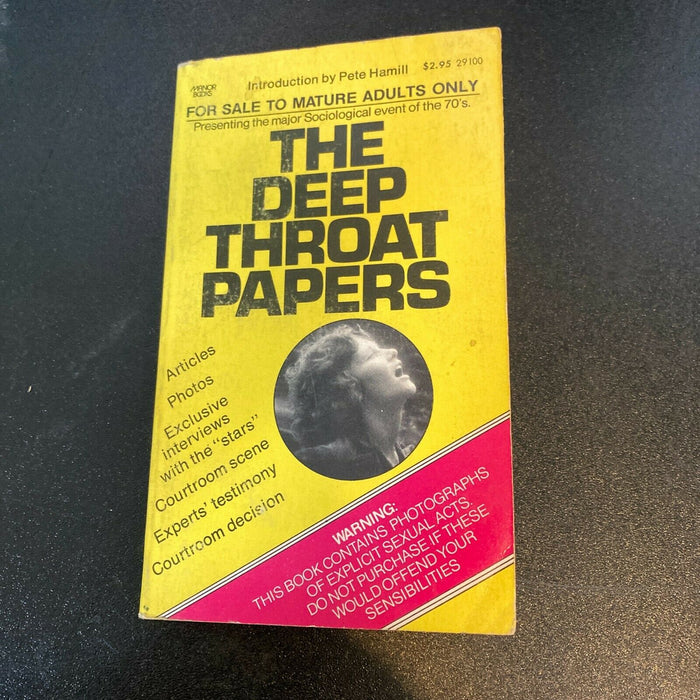 MANOR
BOOKS
Introduction by Pete Hamill
$2.95 29100
FOR SALE TO MATURE ADULTS ONLY
Presenting the major Sociological event of the 70's.
THE
DEEP
THROAT
PAPERS
Articles
Photos
Exclusive
interviews
with the "stars"
Courtroom scene
Experts' testimony
Courtroom decision
WARNING:
THIS BOOK CONTAINS PHOTOGRAPHS
OF EXPLICIT SEXUAL ACTS.
DO NOT PURCHASE IF THESE
WOULD OFFEND YOUR
SENSIBILITIES